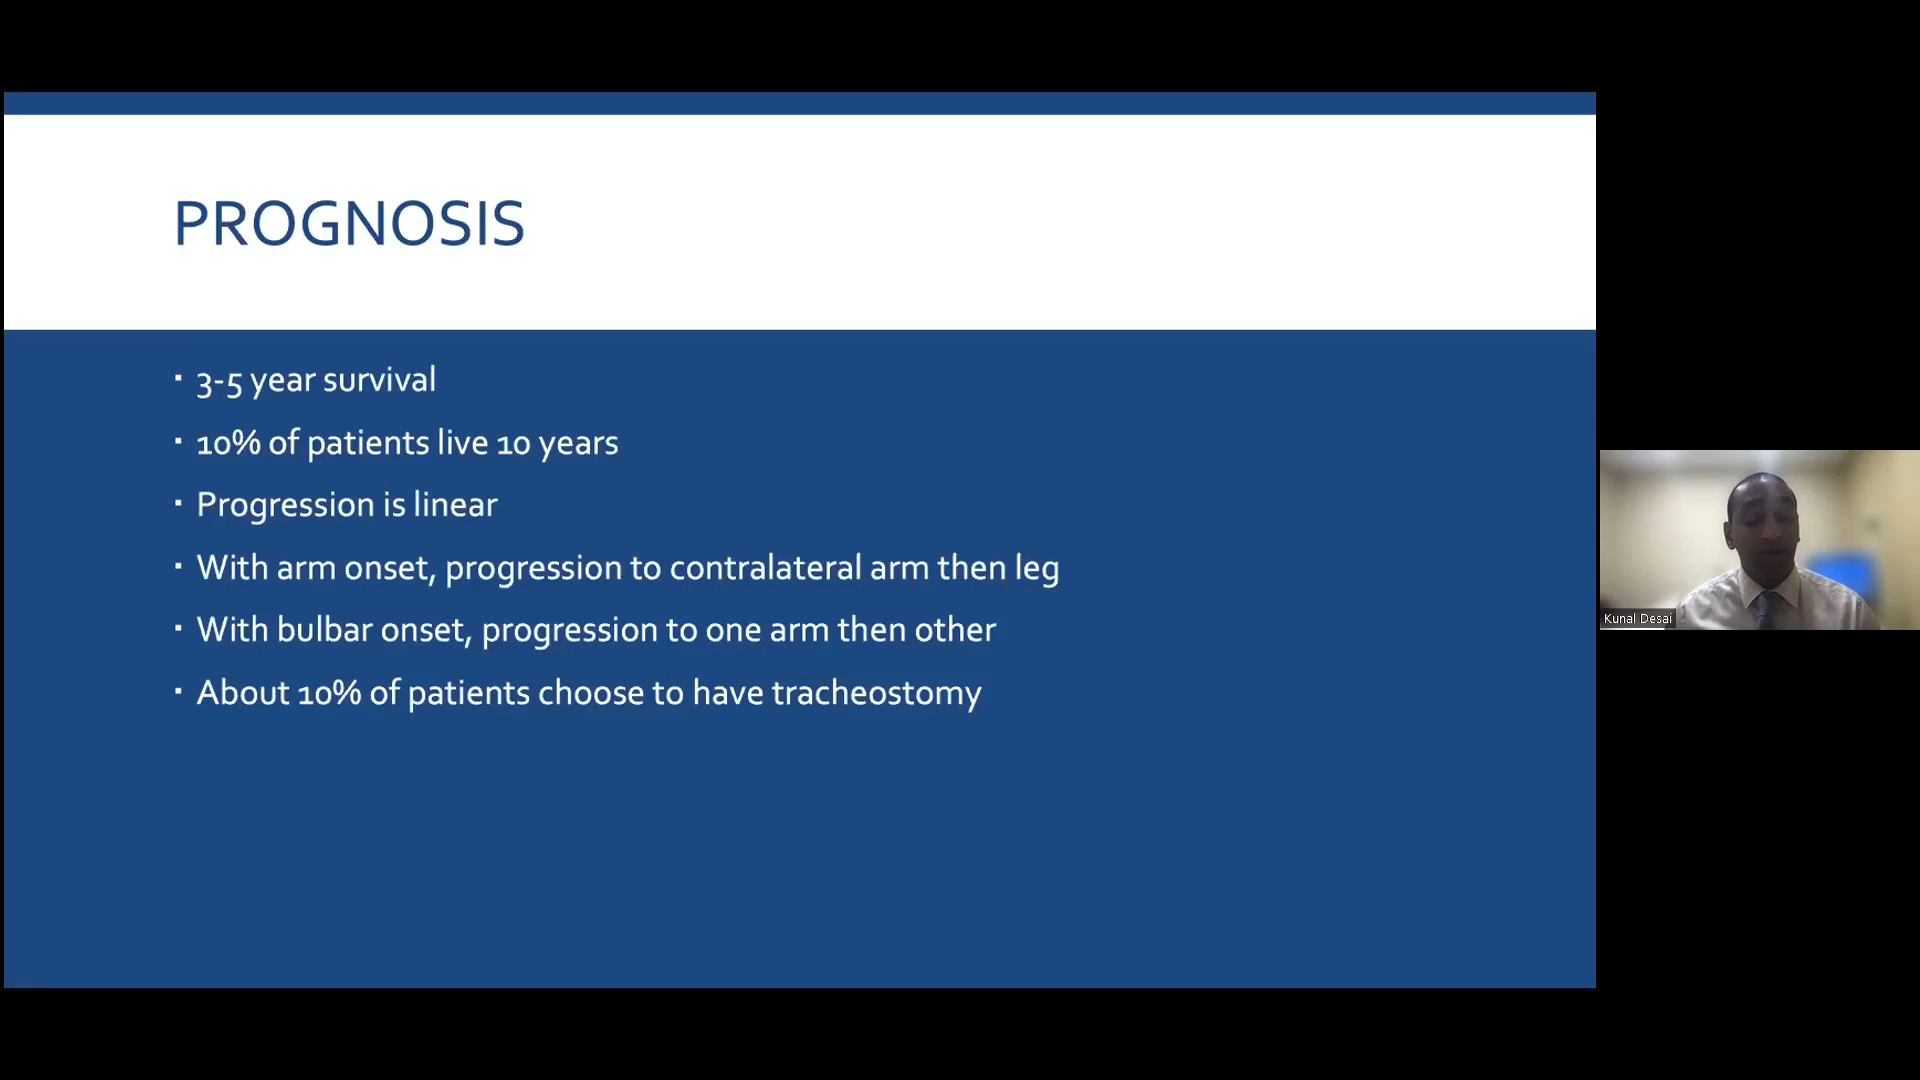 PROGNOSIS
▪ 3-5 year survival
▪ 10% of patients live 10 years
▪ Progression is linear
▪ With arm onset, progression to contralateral arm then leg
▪ With bulbar onset, progression to one arm then other
▪ About 10% of patients choose to have tracheostomy
Kunal Desai